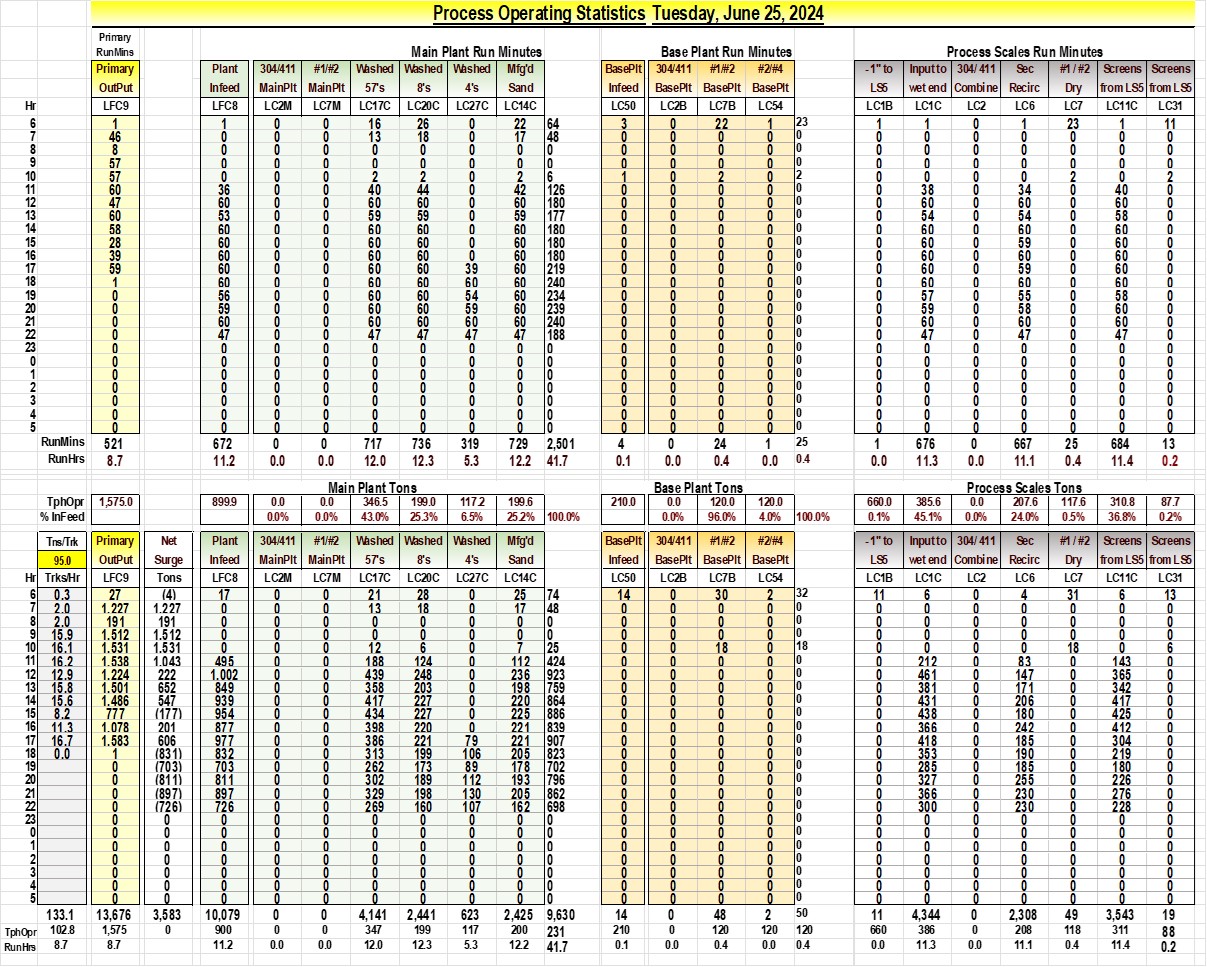 Process Operating Statistics Tuesday, June 25, 2024
Primary
RunMins Main Plant Run Minutes Base Plant Run Minutes Process Scales Run Minutes
Primary Plant 304/411 #1/#2 Washed Washed Washed Mfg'd BasePlt 304/411 #1/#2 #2/#4 -1" to Input to 304/ 411 Sec #1 / #2 Screens Screens
OutPut Infeed MainPlt MainPlt 57's 8's 4's Sand Infeed BasePlt BasePlt BasePlt LS5 wet end Combine Recirc Dry from LS5 from LS5
Hr LFC9 LFC8 LC2M LC7M LC17C LC20C LC27C LC14C LC50 LC2B LC7B LC54 LC1B LC1C LC2 LC6 LC7 LC11C LC31
6 1 1 0 0 16 26 0 22 64 3 0 22 1 23 1 1 0 1 23 1 11
7 46 0 0 0 13 18 0 17 48 0 0 0 0 0 0 0 0 0 0 0 0
8 8 0 0 0 0 0 0 0 0 0 0 0 0 0 0 0 0 0 0 0 0
9 57 0 0 0 0 0 0 0 0 0 0 0 0 0 0 0 0 0 0 0 0
10 57 0 0 0 2 2 0 2 6 1 0 2 0 2 0 0 0 0 2 0 2
11 60 36 0 0 40 44 0 42 126 0 0 0 0 0 0 38 0 34 0 40 0
12 47 60 0 0 60 60 0 60 180 0 0 0 0 0 0 60 0 60 0 60 0
13 60 53 0 0 59 59 0 59 177 0 0 0 0 0 0 54 0 54 0 58 0
14 58 60 0 0 60 60 0 60 180 0 0 0 0 0 0 60 0 60 0 60 0
15 28 60 0 0 60 60 0 60 180 0 0 0 0 0 0 60 0 59 0 60 0
16 39 60 0 0 60 60 0 60 180 0 0 0 0 0 0 60 0 60 0 60 0
17 59 60 0 0 60 60 39 60 219 0 0 0 0 0 0 60 0 59 0 60 0
18 1 60 0 0 60 60 60 60 240 0 0 0 0 0 0 60 0 60 0 60 0
19 0 56 0 0 60 60 54 60 234 0 0 0 0 0 0 57 0 55 0 58 0
20 0 59 0 0 60 60 59 60 239 0 0 0 0 0 0 59 0 58 0 60 0
21 0 60 0 0 60 60 60 60 240 0 0 0 0 0 0 60 0 60 0 60 0
22 0 47 0 0 47 47 47 47 188 0 0 0 0 0 0 47 0 47 0 47 0
23 0 0 0 0 0 0 0 0 0 0 0 0 0 0 0 0 0 0 0 0 0
0 0 0 0 0 0 0 0 0 0 0 0 0 0 0 0 0 0 0 0 0 0
1 0 0 0 0 0 0 0 0 0 0 0 0 0 0 0 0 0 0 0 0 0
2 0 0 0 0 0 0 0 0 0 0 0 0 0 0 0 0 0 0 0 0 0
3 0 0 0 0 0 0 0 0 0 0 0 0 0 0 0 0 0 0 0 0 0
4 0 0 0 0 0 0 0 0 0 0 0 0 0 0 0 0 0 0 0 0 0
5 0 0 0 0 0 0 0 0 0 0 0 0 0 0 0 0 0 0 0 0 0
RunMins 521 672 0 0 717 736 319 729 2,501 4 0 24 1 25 1 676 0 667 25 684 13
RunHrs 8.7 11.2 0.0 0.0 12.0 12.3 5.3 12.2 41.7 0.1 0.0 0.4 0.0 0.4 0.0 11.3 0.0 11.1 0.4 11.4 0.2
Main Plant Tons Base Plant Tons Process Scales Tons
TphOpr 1,575.0 899.9 0.0 0.0 346.5 199.0 117.2 199.6 210.0 0.0 120.0 120.0 660.0 385.6 0.0 207.6 117.6 310.8 87.7
% InFeed 0.0% 0.0% 43.0% 25.3% 6.5% 25.2% 100.0% 0.0% 96.0% 4.0% 100.0% 0.1% 45.1% 0.0% 24.0% 0.5% 36.8% 0.2%
Tns/Trk Primary Net Plant 304/411 #1/#2 Washed Washed Washed Mfg'd BasePlt 304/411 #1/#2 #2/#4 -1" to Input to 304/ 411 Sec #1 / #2 Screens Screens
95.0 OutPut Surge Infeed MainPlt MainPlt 57's 8's 4's Sand Infeed BasePlt BasePlt BasePlt LS5 wet end Combine Recirc Dry from LS5 from LS5
Hr Trks/Hr LFC9 Tons LFC8 LC2M LC7M LC17C LC20C LC27C LC14C LC50 LC2B LC7B LC54 LC1B LC1C LC2 LC6 LC7 LC11C LC31
6 0.3 27 (4) 17 0 0 21 28 0 25 74 14 0 30 2 32 11 6 0 4 31 6 13
7 2.0 1.227 1.227 0 0 0 13 18 0 17 48 0 0 0 0 0 0 0 0 0 0 0 0
8 2.0 191 191 0 0 0 0 0 0 0 0 0 0 0 0 0 0 0 0 0 0 0 0
9 15.9 1.512 1.512 0 0 0 0 0 0 0 0 0 0 0 0 0 0 0 0 0 0 0 0
10 16.1 1.531 1.531 0 0 0 12 6 0 7 25 0 0 18 0 18 0 0 0 0 18 0 6
11 16.2 1.538 1.043 495 0 0 188 124 0 112 424 0 0 0 0 0 0 212 0 83 0 143 0
12 12.9 1.224 222 1.002 0 0 439 248 0 236 923 0 0 0 0 0 0 461 0 147 0 365 0
13 15.8 1.501 652 849 0 0 358 203 0 198 759 0 0 0 0 0 0 381 0 171 0 342 0
14 15.6 1.486 547 939 0 0 417 227 0 220 864 0 0 0 0 0 0 431 0 206 0 417 0
15 8.2 777 (177) 954 0 0 434 227 0 225 886 0 0 0 0 0 0 438 0 180 0 425 0
16 11.3 1.078 201 877 0 0 398 220 0 221 839 0 0 0 0 0 0 366 0 242 0 412 0
17 16.7 1.583 606 977 0 0 386 221 79 221 907 0 0 0 0 0 0 418 0 185 0 304 0
18 0.0 1 (831) 832 0 0 313 199 106 205 823 0 0 0 0 0 0 353 0 190 0 219 0
19 0 (703) 703 0 0 262 173 89 178 702 0 0 0 0 0 0 285 0 185 0 180 0
20 0 (811) 811 0 0 302 189 112 193 796 0 0 0 0 0 0 327 0 255 0 226 0
21 0 (897) 897 0 0 329 198 130 205 862 0 0 0 0 0 0 366 0 230 0 276 0
22 0 (726) 726 0 0 269 160 107 162 698 0 0 0 0 0 0 300 0 230 0 228 0
23 0 0 0 0 0 0 0 0 0 0 0 0 0 0 0 0 0 0 0 0 0 0
0 0 0 0 0 0 0 0 0 0 0 0 0 0 0 0 0 0 0 0 0 0 0
1 0 0 0 0 0 0 0 0 0 0 0 0 0 0 0 0 0 0 0 0 0 0
2 0 0 0 0 0 0 0 0 0 0 0 0 0 0 0 0 0 0 0 0 0 0
3 0 0 0 0 0 0 0 0 0 0 0 0 0 0 0 0 0 0 0 0 0 0
4 0 0 0 0 0 0 0 0 0 0 0 0 0 0 0 0 0 0 0 0 0 0
5 0 0 0 0 0 0 0 0 0 0 0 0 0 0 0 0 0 0 0 0 0 0
133.1 13,676 3,583 10,079 0 0 4,141 2,441 623 2,425 9,630 14 0 48 2 50 11 4,344 0 2,308 49 3,543 19
TphOpr 102.8 1,575 0 900 0 0 347 199 117 200 231 210 0 120 120 120 660 386 0 208 118 311 88
RunHrs 8.7 8.7 11.2 0.0 0.0 12.0 12.3 5.3 12.2 41.7 0.1 0.0 0.4 0.0 0.4 0.0 11.3 0.0 11.1 0.4 11.4 0.2